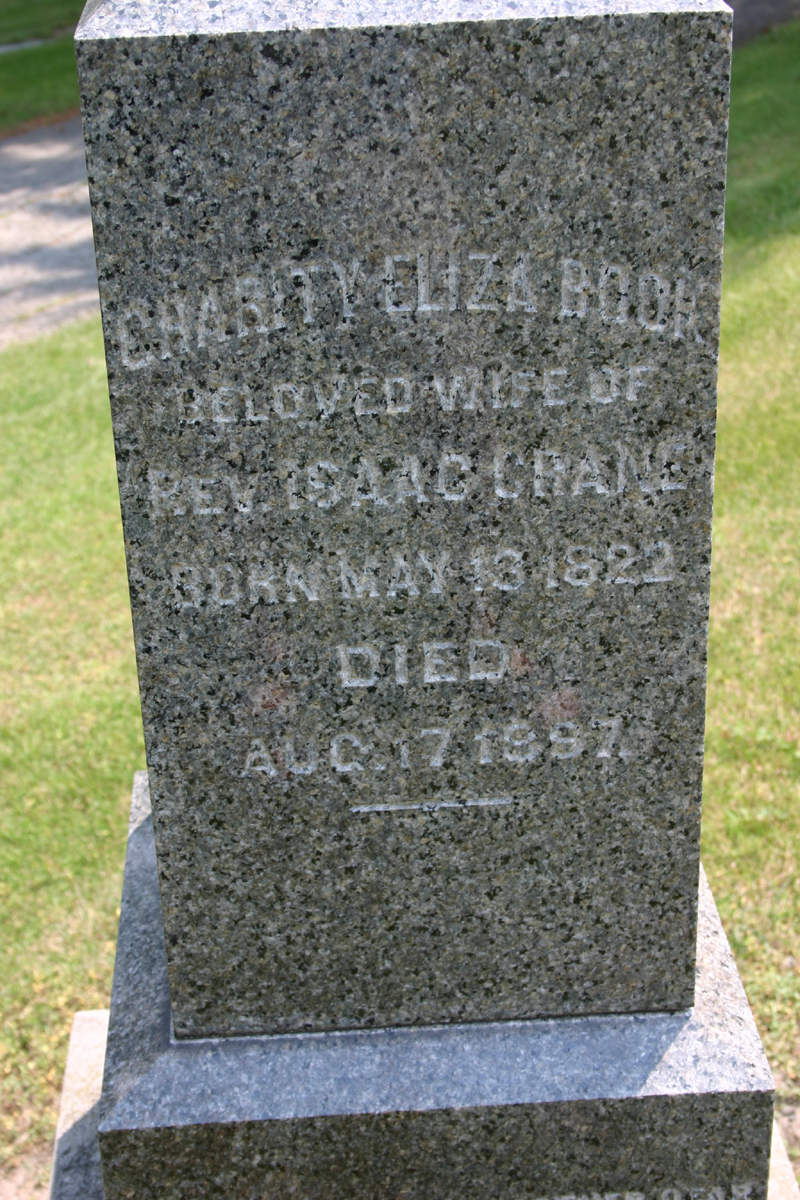 CHARITY ELIZA BOOK
BELOVED WIFE OF
REV. ISAAC CRANE
BORN MAY 13 1822
DIED
AUG. 17 1897.